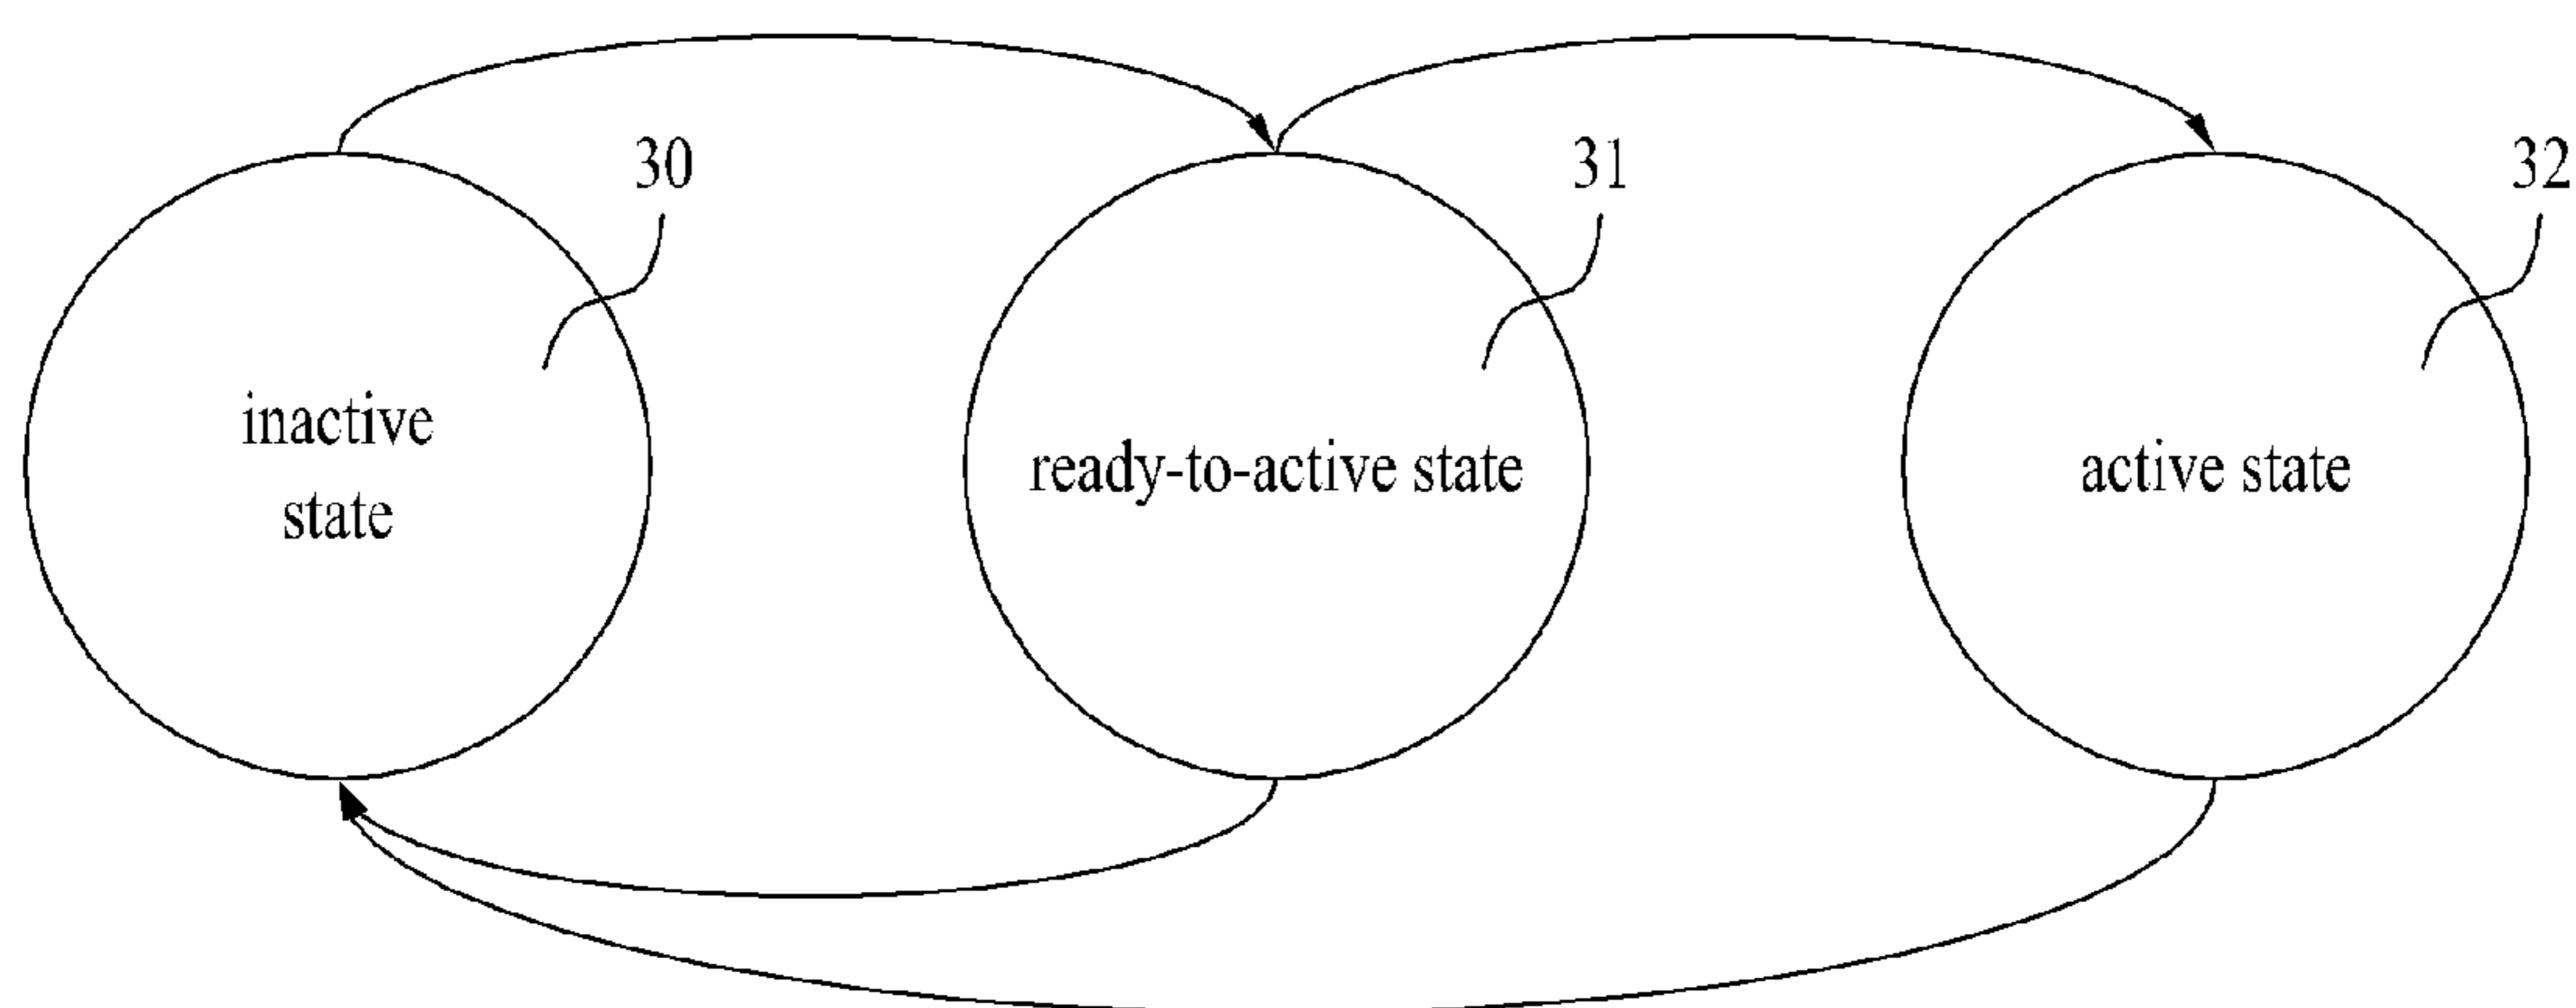 30
31
32
inactive
state
ready-to-active state
active state